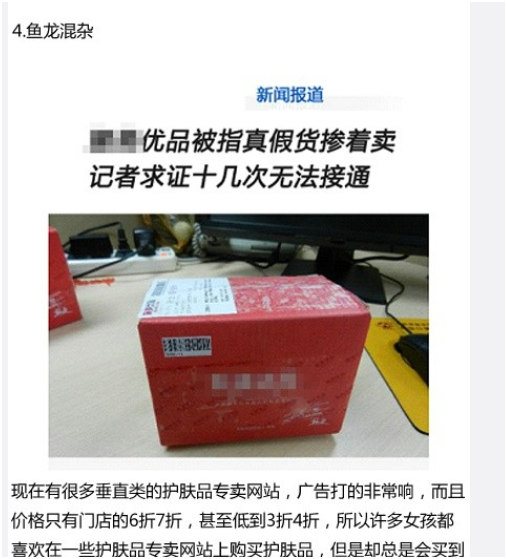 4.鱼龙混杂
新闻报道
优品被指真假货掺着卖
记者求证十几次无法接通
现在有很多垂直类的护肤品专卖网站，广告打的非常响，而且
价格只有门店的6折7折，甚至低到3折4折，所以许多女孩都
喜欢在一些护肤品专卖网站上购买护肤品，但是却总是会买到